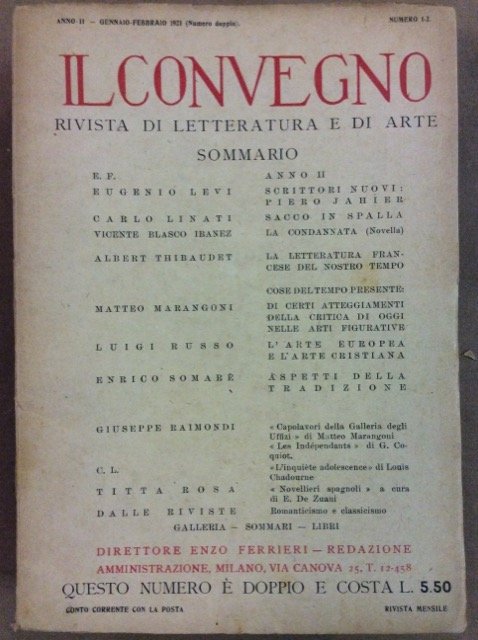 ANNO II — GENNAIO-FEBBRAIO 1921 (Numero doppio). NUMERO 1-2
IL CONVEGNO
RIVISTA DI LETTERATURA E DI ARTE
SOMMARIO
E. F. ANNO II
EUGENIO LEVI SCRITTORI NUOVI:
PIERO JAHIER
CARLO LINATI SACCO IN SPALLA
VICENTE BLASCO IBANEZ LA CONDANNATA (Novella)
ALBERT THIBAUDET LA LETTERATURA FRAN-
CESE DEL NOSTRO TEMPO
COSE DEL TEMPO PRESENTE:
MATTEO MARANGONI DI CERTI ATTEGGIAMENTI
DELLA CRITICA DI OGGI
NELLE ARTI FIGURATIVE
LUIGI RUSSO L'ARTE EUROPEA
E L'ARTE CRISTIANA
ENRICO SOMARÈ ASPETTI DELLA
TRADIZIONE
GIUSEPPE RAIMONDI « Capolavori della Galleria degli
Uffizi » di Matteo Marangoni
« Les Indépendants » di G. Co-
quiot.
C. L. « L'inquiète adolescence » di Louis
Chadourne
TITTA ROSA « Novellieri spagnoli » a cura
di E. De Zuani
DALLE RIVISTE Romanticismo e classicismo
GALLERIA — SOMMARI — LIBRI
DIRETTORE ENZO FERRIERI — REDAZIONE
AMMINISTRAZIONE, MILANO, VIA CANOVA 25, T. 12-458
QUESTO NUMERO È DOPPIO E COSTA L. 5.50
CONTO CORRENTE CON LA POSTA RIVISTA MENSILE